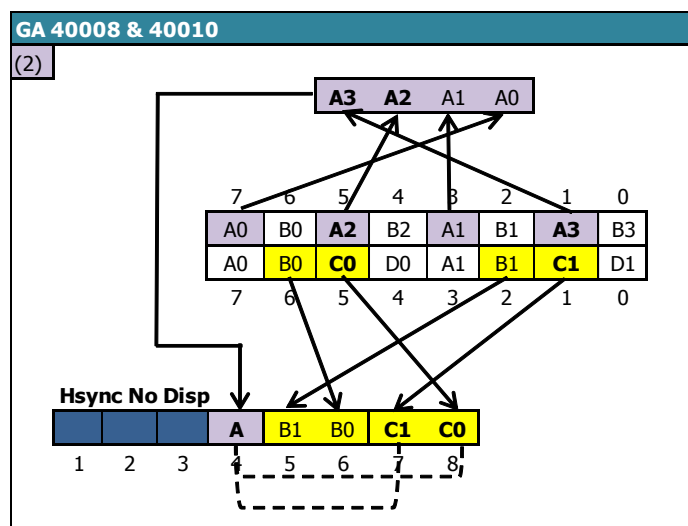 GA 40008 & 40010
(2)
A3 A2 A1 A0
7 6 5 4 3 2 1 0
A0 B0 A2 B2 A1 B1 A3 B3
A0 B0 C0 D0 A1 B1 C1 D1
7 6 5 4 3 2 1 0
Hsync No Disp
A B1 B0 C1 C0
1 2 3 4 5 6 7 8